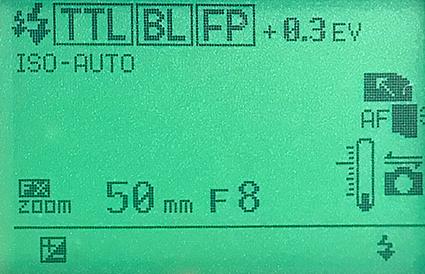 TTL BL FP +0.3 EV
ISO-AUTO
AF
FX
zoom 50 mm F8